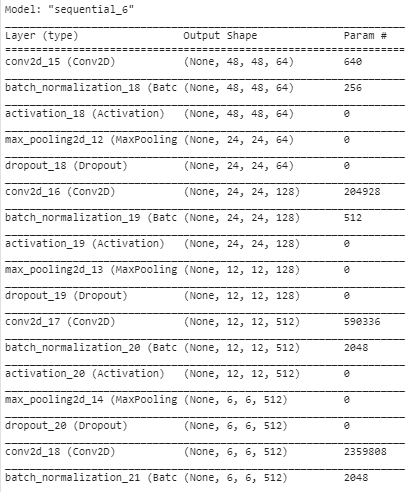 Model: "sequential_6"
Layer (type) Output Shape Param #
conv2d_15 (Conv2D) (None, 48, 48, 64) 640
batch_normalization_18 (Batc (None, 48, 48, 64) 256
activation_18 (Activation) (None, 48, 48, 64) 0
max_pooling2d_12 (MaxPooling (None, 24, 24, 64) 0
dropout_18 (Dropout) (None, 24, 24, 64) 0
conv2d_16 (Conv2D) (None, 24, 24, 128) 204928
batch_normalization_19 (Batc (None, 24, 24, 128) 512
activation_19 (Activation) (None, 24, 24, 128) 0
max_pooling2d_13 (MaxPooling (None, 12, 12, 128) 0
dropout_19 (Dropout) (None, 12, 12, 128) 0
conv2d_17 (Conv2D) (None, 12, 12, 512) 590336
batch_normalization_20 (Batc (None, 12, 12, 512) 2048
activation_20 (Activation) (None, 12, 12, 512) 0
max_pooling2d_14 (MaxPooling (None, 6, 6, 512) 0
dropout_20 (Dropout) (None, 6, 6, 512) 0
conv2d_18 (Conv2D) (None, 6, 6, 512) 2359808
batch_normalization_21 (Batc (None, 6, 6, 512) 2048